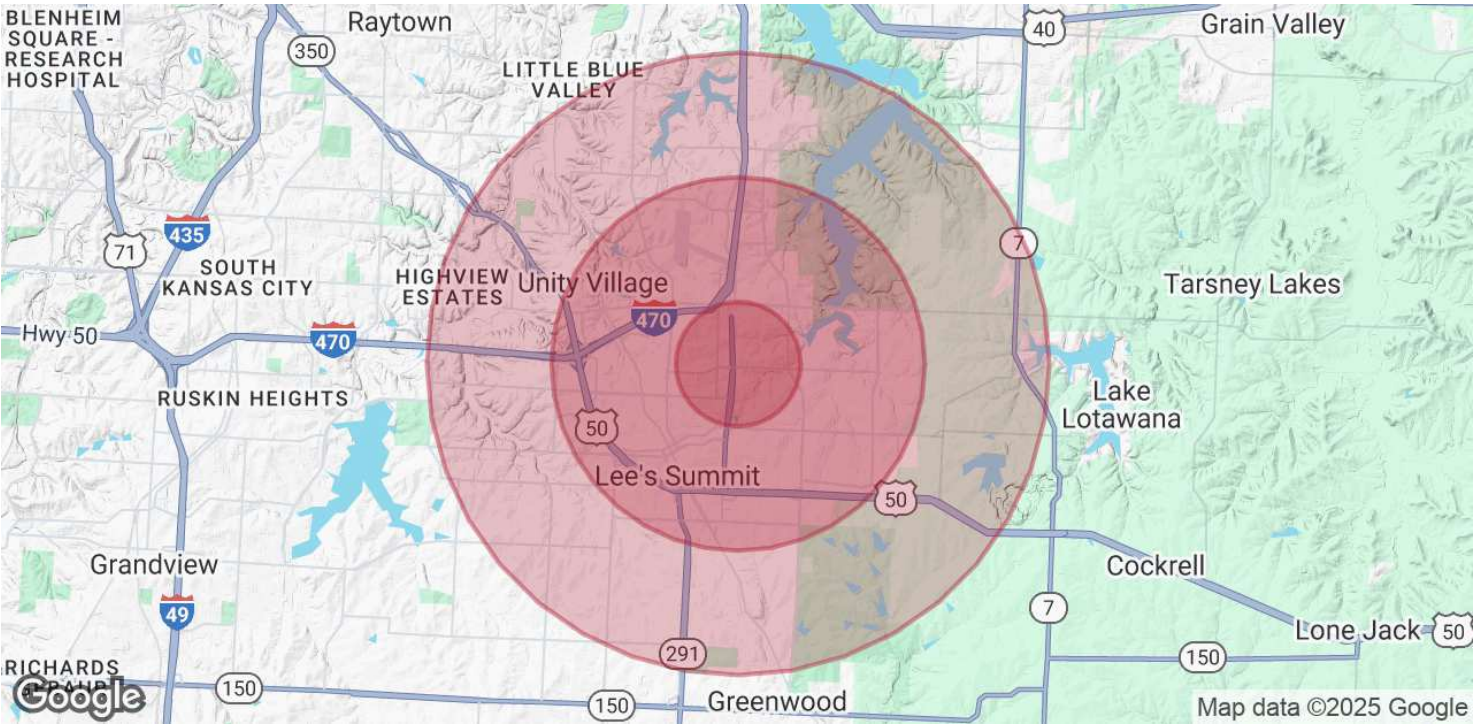 BLENHEIM
SQUARE -
RESEARCH
HOSPITAL
Raytown
350
40
Grain Valley
LITTLE BLUE
VALLEY
435
71
7
SOUTH
KANSAS CITY
HIGHVIEW
ESTATES
Unity Village
Tarsney Lakes
470
Hwy 50
470
RUSKIN HEIGHTS
Lake
Lotawana
50
Lee's Summit
50
Grandview
Cockrell
49
7
Lone Jack
50
291
150
RICHARDS
GEBAUR
Google
150
150
Greenwood
Map data ©2025 Google